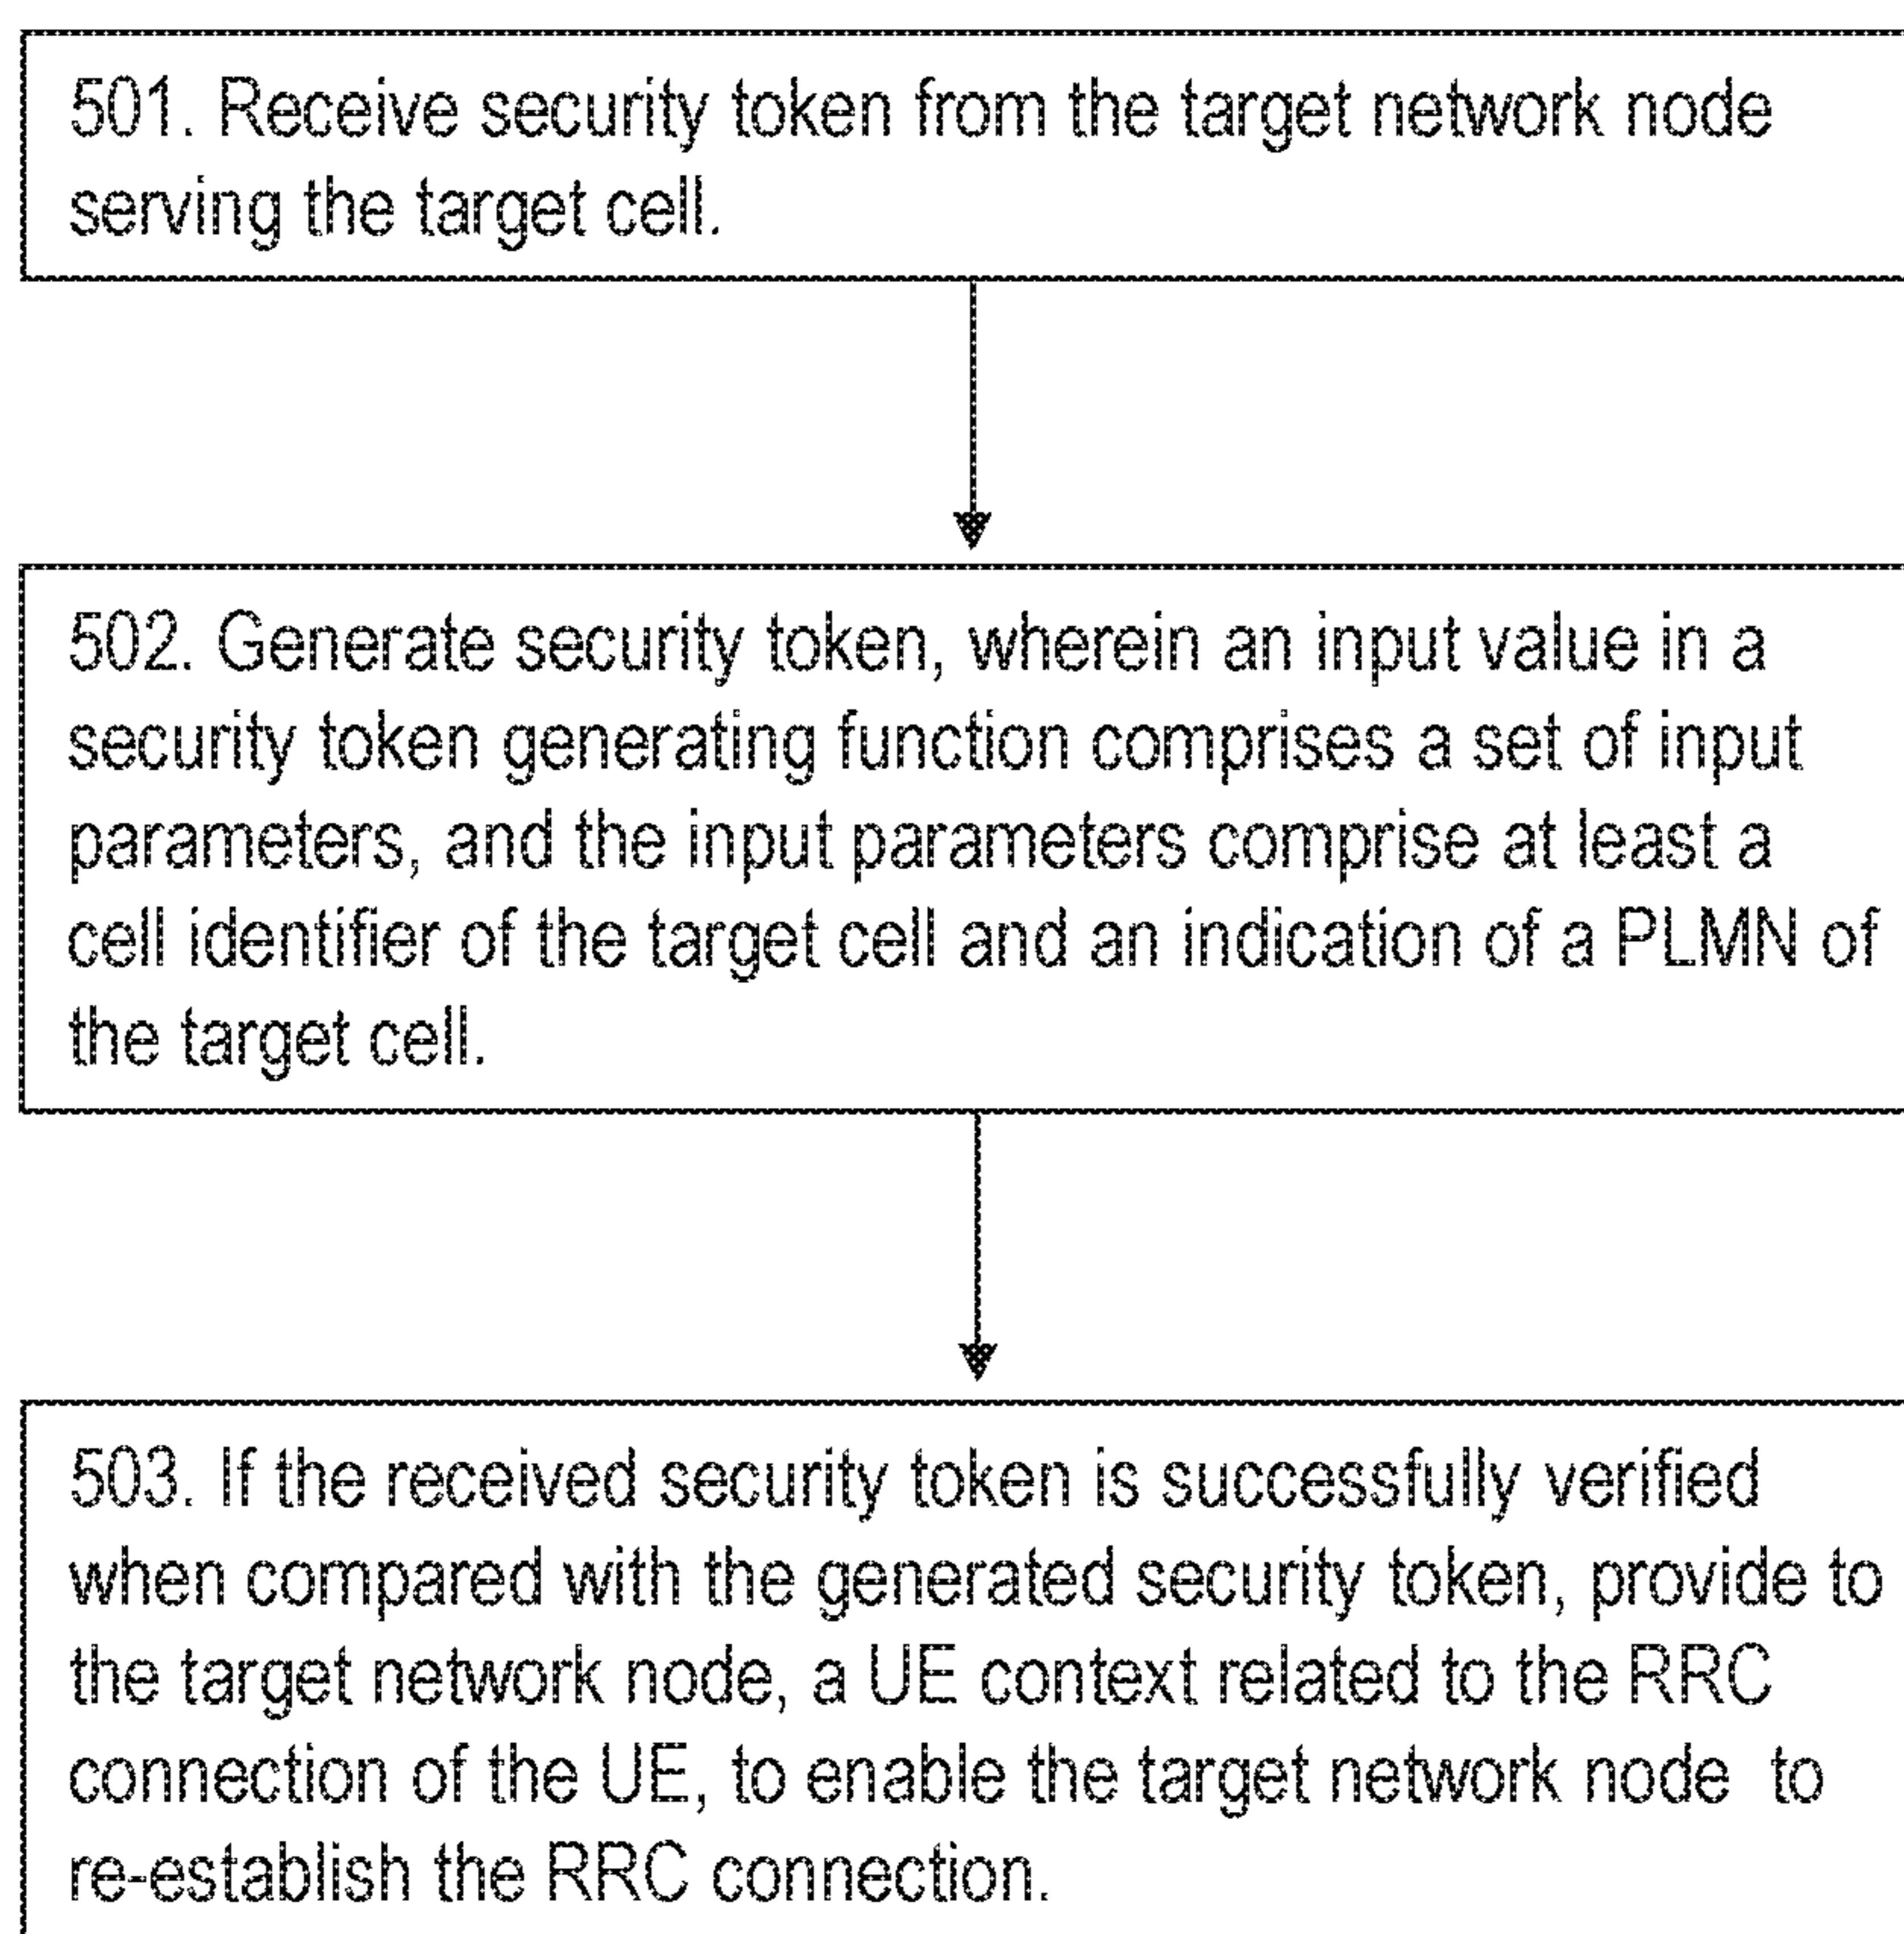 501. Receive security token from the target network node
serving the target cell.
502. Generate security token, wherein an input value in a
security token generating function comprises a set of input
parameters, and the input parameters comprise at least a
cell identifier of the target cell and an indication of a PLMN of
the target cell.
503. If the received security token is successfully verified
when compared with the generated security token, provide to
the target network node, a UE context related to the RRC
connection of the UE, to enable the target network node  to
re-establish the RRC connection.